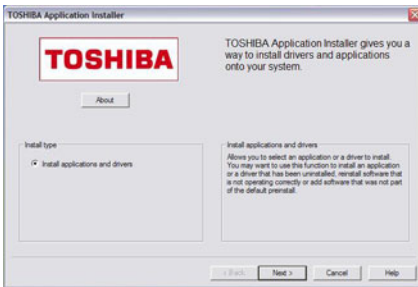 TOSHIBA Application Installer
TOSHIBA
TOSHIBA Application Installer gives you a
way to install drivers and applications
onto your system.
About
Install type
Install applications and drivers
Install applications and drivers
Allows you to select an application or a driver to install.
You may want to use this function to install an application
or a driver that has been uninstalled, reinstall software that
is not operating correctly or add software that was not part
of the default preinstall.
< Back
Next >
Cancel
Help